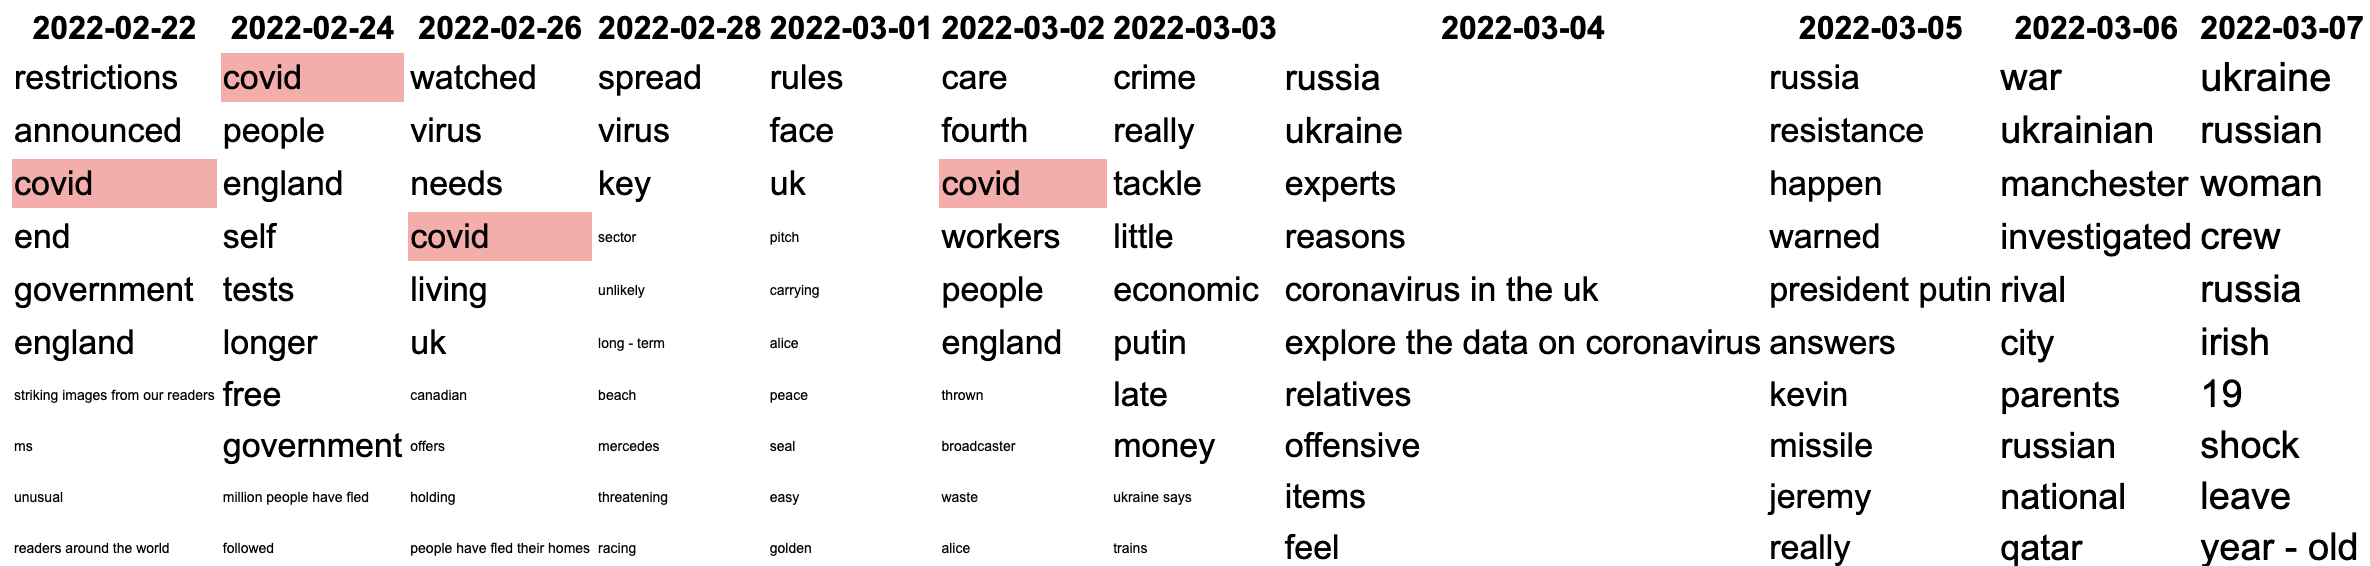 2022-02-22 2022-02-24 2022-02-26 2022-02-28 2022-03-01 2022-03-02 2022-03-03 2022-03-04 2022-03-05 2022-03-06 2022-03-07
restrictions covid watched spread rules care crime russia russia war ukraine
announced people virus virus face fourth really ukraine resistance ukrainian russian
covid england needs key uk covid tackle experts happen manchester woman
end self covid sector pitch workers little reasons warned investigated crew
government tests living unlikely carrying people economic coronavirus in the uk president putin rival russia
england longer uk long - term alice england putin explore the data on coronavirus answers city irish
striking images from our readers free canadian beach peace thrown late relatives kevin parents 19
ms government offers mercedes seal broadcaster money offensive missile russian shock
unusual million people have fled holding threatening easy waste ukraine says items jeremy national leave
readers around the world followed people have fled their homes racing golden alice trains feel really qatar year - old